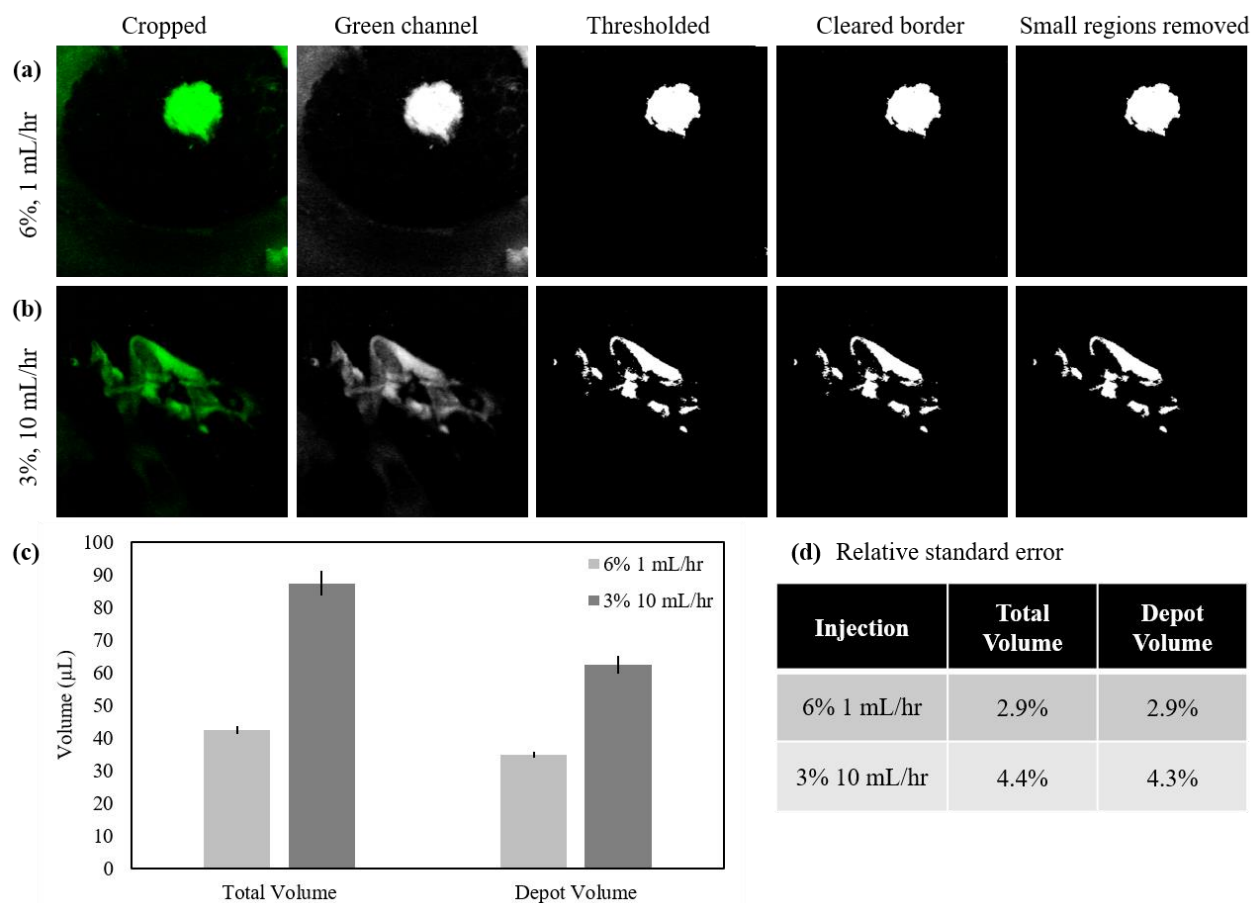 Cropped Green channel Thresholded Cleared border Small regions removed
(a)
6%, 1 mL/hr
(b)
3%, 10 mL/hr
(c)
100
90
80
70
60
50
40
30
20
10
0
Volume (µL)
6% 1 mL/hr
3% 10 mL/hr
Total Volume Depot Volume
(d) Relative standard error
Injection Total Volume Depot Volume
6% 1 mL/hr 2.9% 2.9%
3% 10 mL/hr 4.4% 4.3%